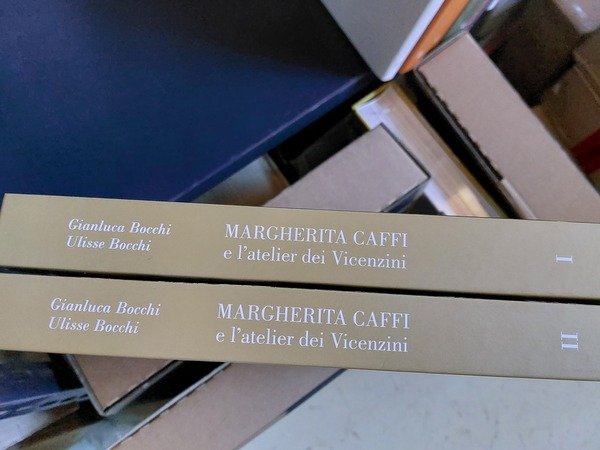 Gianluca Bocchi
Ulisse Bocchi
MARGHERITA CAFFI
e l'atelier dei Vicenzini
I
Gianluca Bocchi
Ulisse Bocchi
MARGHERITA CAFFI
e l'atelier dei Vicenzini
II